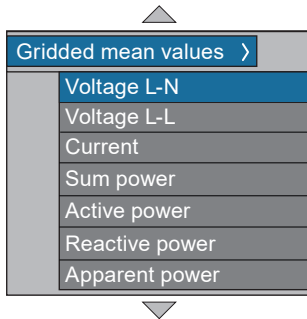 Gridded mean values
Voltage L-N
Voltage L-L
Current
Sum power
Active power
Reactive power
Apparent power